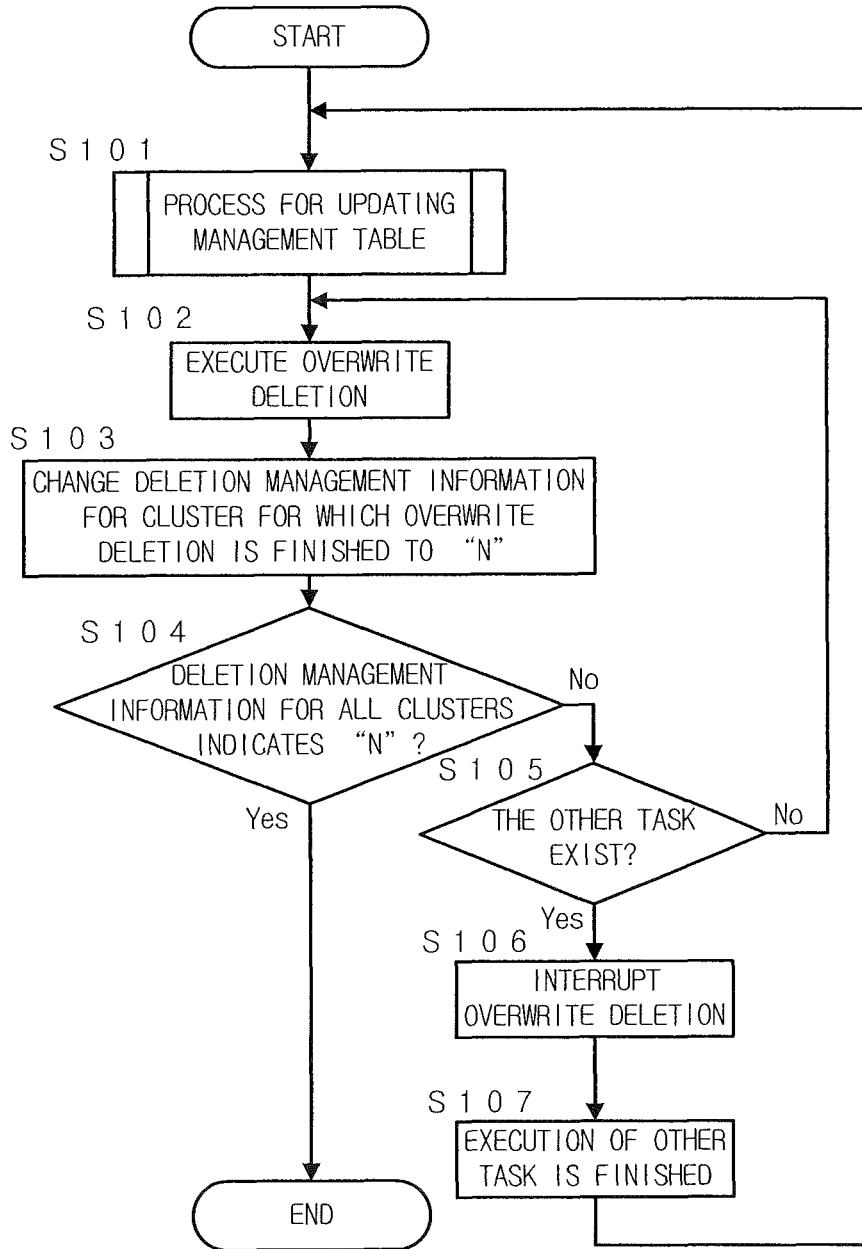 START
S101
PROCESS FOR UPDATING
MANAGEMENT TABLE
S102
EXECUTE OVERWRITE
DELETION
S103
CHANGE DELETION MANAGEMENT INFORMATION
FOR CLUSTER FOR WHICH OVERWRITE
DELETION IS FINISHED TO “N”
S104
DELETION MANAGEMENT
INFORMATION FOR ALL CLUSTERS
INDICATES “N”?
No
Yes
S105
THE OTHER TASK
EXIST?
No
Yes
S106
INTERRUPT
OVERWRITE DELETION
S107
EXECUTION OF OTHER
TASK IS FINISHED
END